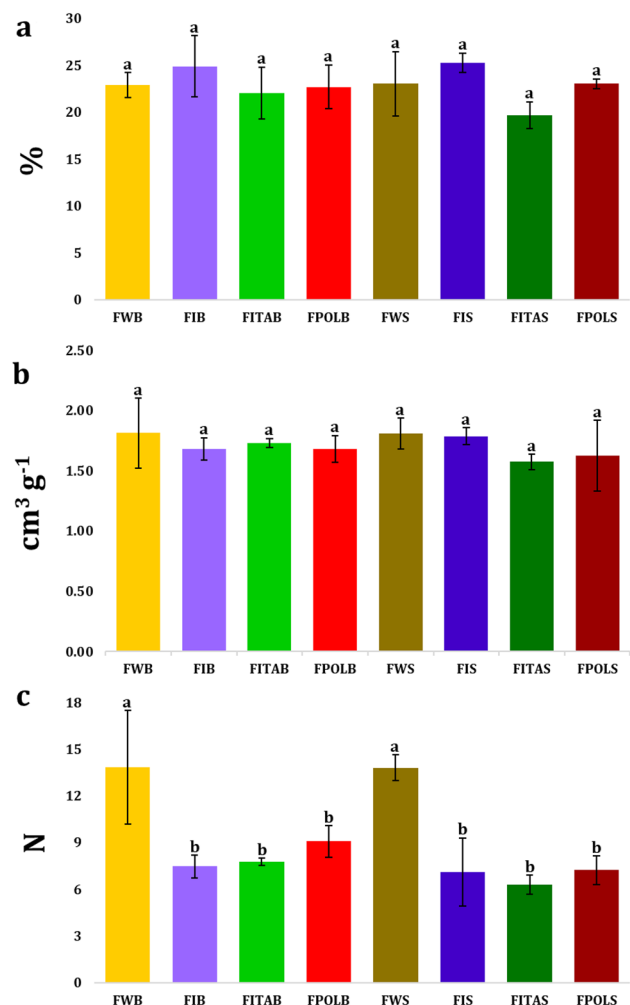 a
30
25
20
15
10
5
0
%
a a a a a a a a
FWB FIB FITAB FPOLB FWS FIS FITAS FPOLS
b
2.50
2.00
1.50
1.00
0.50
0.00
cm³ g⁻¹
a a a a a a a a
FWB FIB FITAB FPOLB FWS FIS FITAS FPOLS
c
18
15
12
9
6
3
0
N
a b b b a b b b
FWB FIB FITAB FPOLB FWS FIS FITAS FPOLS